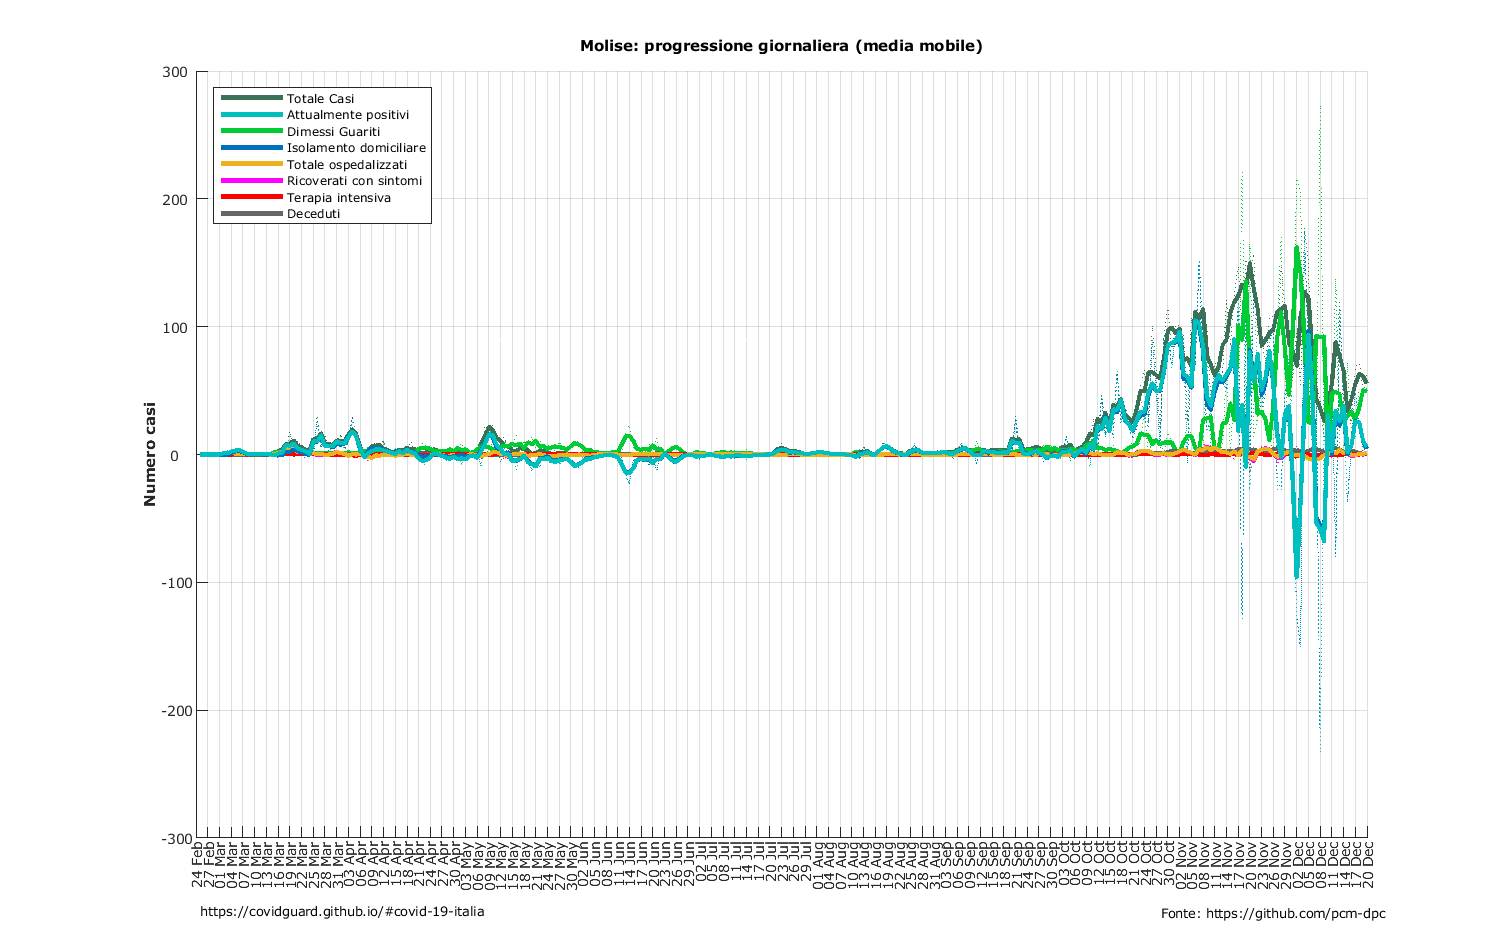 Molise: progressione giornaliera (media mobile)
300
200
100
0
-100
-200
-300
Numero casi
Totale Casi
Attualmente positivi
Dimessi Guariti
Isolamento domiciliare
Totale ospedalizzati
Ricoverati con sintomi
Terapia intensiva
Deceduti
24 Feb
27 Feb
01 Mar
04 Mar
07 Mar
10 Mar
13 Mar
16 Mar
19 Mar
22 Mar
25 Mar
28 Mar
31 Mar
03 Apr
06 Apr
09 Apr
12 Apr
15 Apr
18 Apr
21 Apr
24 Apr
27 Apr
30 Apr
03 May
06 May
09 May
12 May
15 May
18 May
21 May
24 May
27 May
30 May
02 Jun
05 Jun
08 Jun
11 Jun
14 Jun
17 Jun
20 Jun
23 Jun
26 Jun
29 Jun
02 Jul
05 Jul
08 Jul
11 Jul
14 Jul
17 Jul
20 Jul
23 Jul
26 Jul
29 Jul
01 Aug
04 Aug
07 Aug
10 Aug
13 Aug
16 Aug
19 Aug
22 Aug
25 Aug
28 Aug
31 Aug
03 Sep
06 Sep
09 Sep
12 Sep
15 Sep
18 Sep
21 Sep
24 Sep
27 Sep
30 Sep
03 Oct
06 Oct
09 Oct
12 Oct
15 Oct
18 Oct
21 Oct
24 Oct
27 Oct
30 Oct
02 Nov
05 Nov
08 Nov
11 Nov
14 Nov
17 Nov
20 Nov
23 Nov
26 Nov
29 Nov
02 Dec
05 Dec
08 Dec
11 Dec
14 Dec
17 Dec
20 Dec
https://covidguard.github.io/#covid-19-italia
Fonte: https://github.com/pcm-dpc